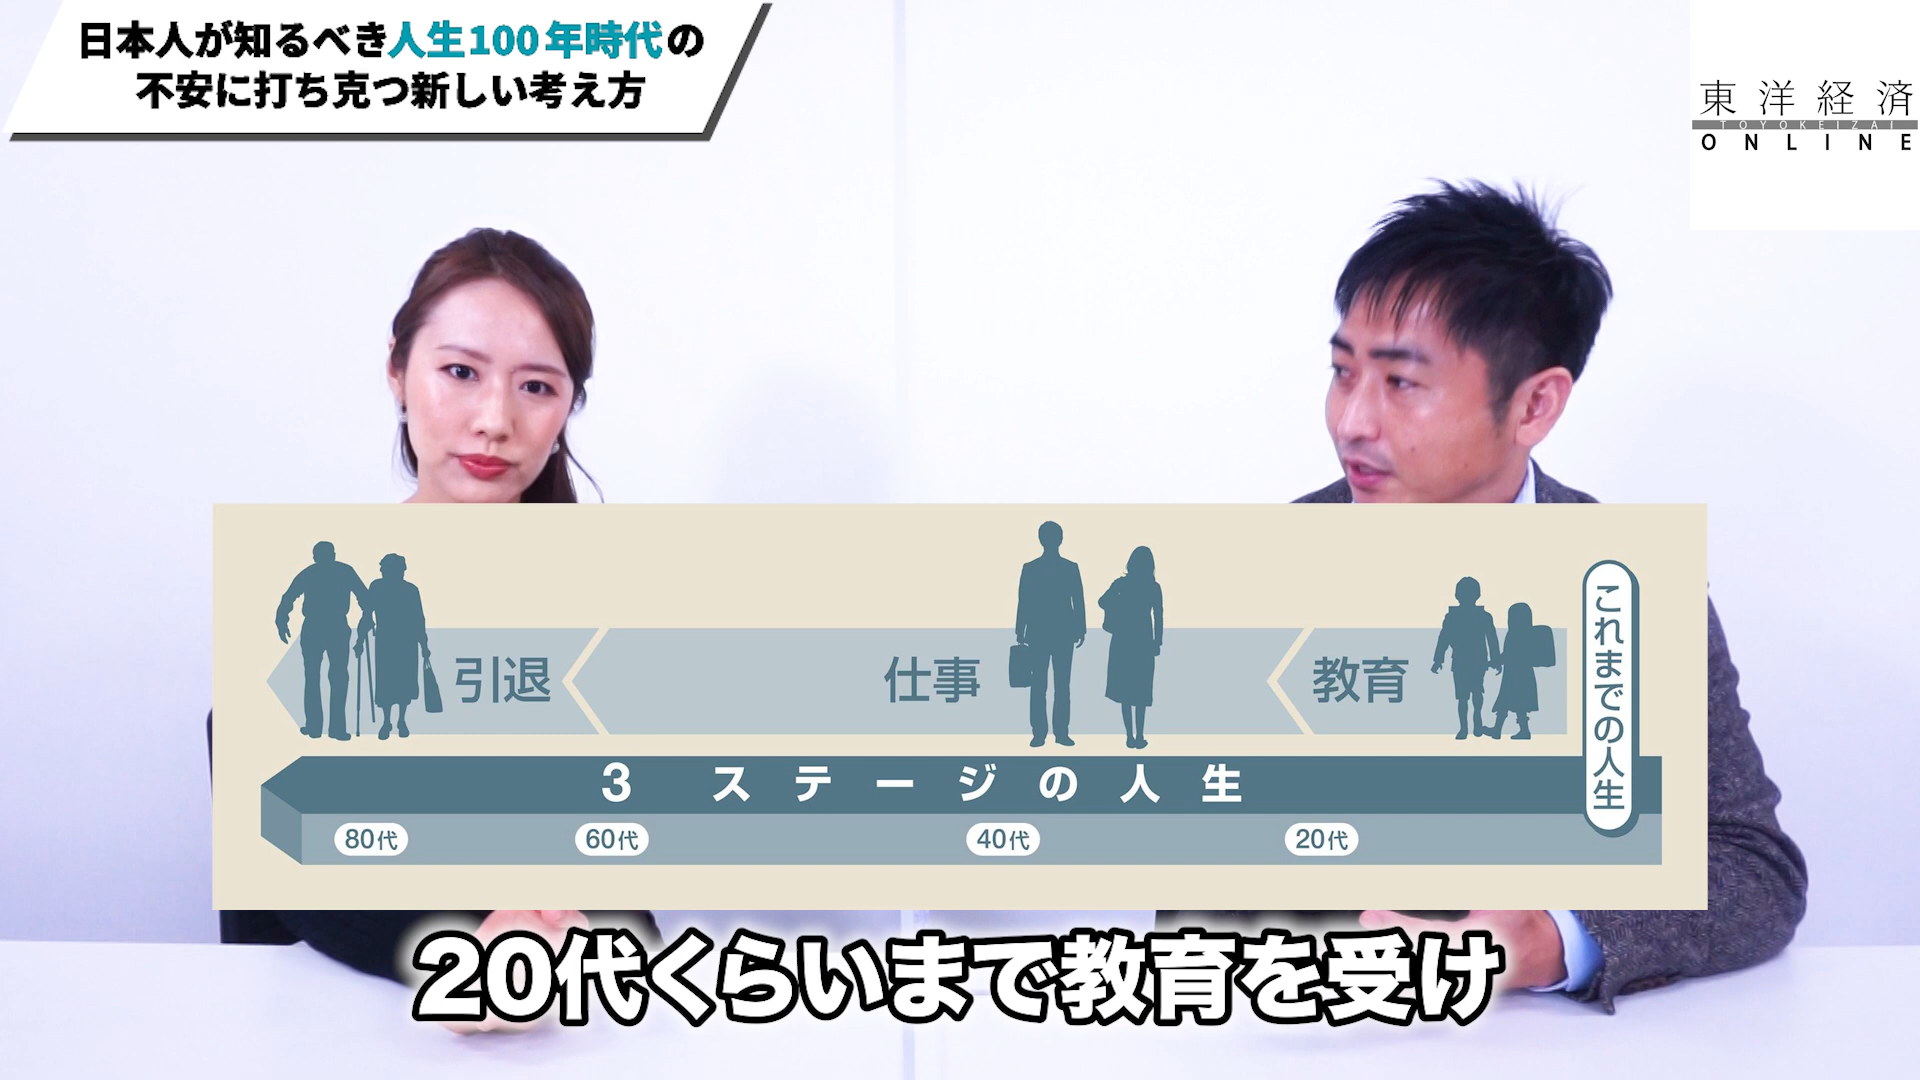 日本人が知るべき人生100年時代の
不安に打ち克つ新しい考え方
東洋経済
TOYOKEIZAI
ONLINE
これまでの人生
引退
仕事
教育
3 ステージの人生
80代
60代
40代
20代
20代くらいまで教育を受け